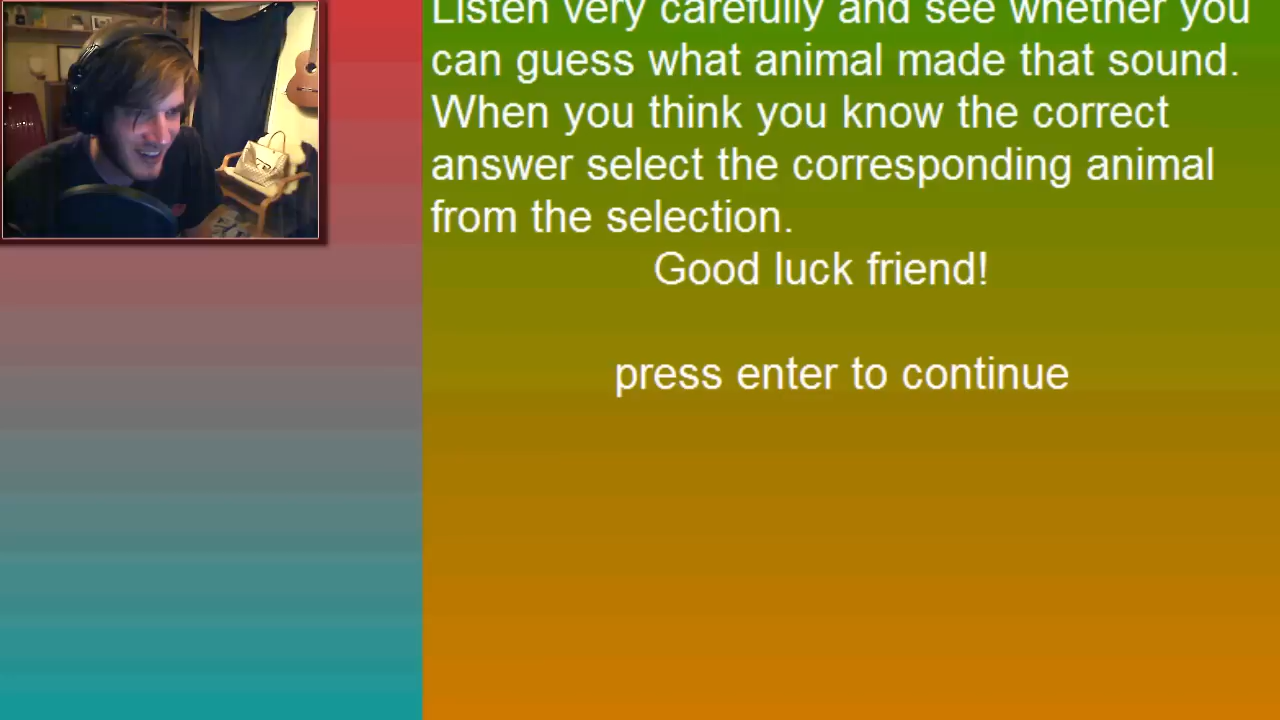 Listen very carefully and see whether you
can guess what animal made that sound.
When you think you know the correct
answer select the corresponding animal
from the selection.
Good luck friend!
press enter to continue